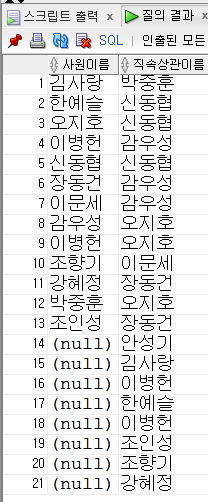 스크립트 출력 × 질의 결과 ×
SQL | 인출된 모든
사원이름 직속상관이름
1 김사랑 박중훈
2 한예슬 신동협
3 오지호 신동협
4 이병헌 감우성
5 신동협 신동협
6 장동건 감우성
7 이문세 감우성
8 감우성 오지호
9 이병헌 오지호
10 조향기 이문세
11 강혜정 장동건
12 박중훈 오지호
13 조인성 장동건
14 (null) 안성기
15 (null) 김사랑
16 (null) 이병헌
17 (null) 한예슬
18 (null) 이병헌
19 (null) 조인성
20 (null) 조향기
21 (null) 강혜정